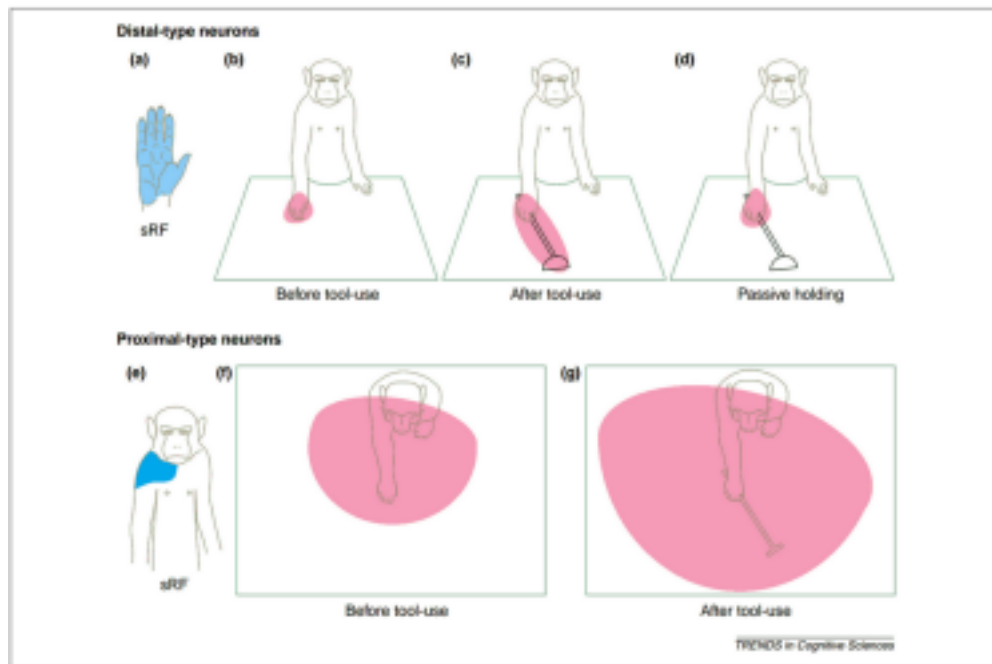 Distal-type neurons
(a) (b) (c) (d)
sRF
Before tool-use After tool-use Passive holding
Proximal-type neurons
(e) (f) (g)
sRF
Before tool-use After tool-use
TRENDS in Cognitive Sciences